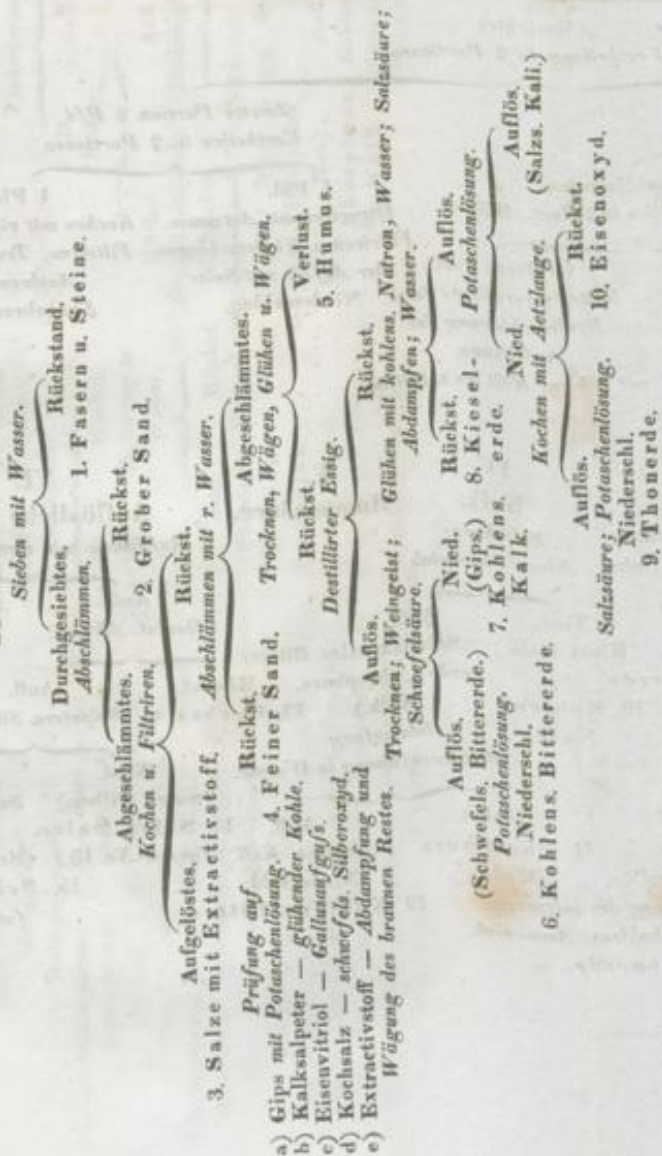 Sieben mit Wasser.
Durchgesiebtes. Rückstand.
Abschlämmen. 1. Fasern u. Steine.
Abgeschlämmtes. Rückst.
Kochen u. Filtriren. 2. Grober Sand.
Aufgelöstes. Rückst.
3. Salze mit Extractivstoff. Abschlämmen mit r. Wasser.
Prüfung auf Rückst. Abgeschlämmtes.
a) Gips mit Potaschenlösung 4. Feiner Sand. Trocknen, Wägen, Glühen u. Wägen.
b) Kalksalpeter — glühender Kohle.
c) Eisenvitriol — Gallusaufguſs. Rückst. Verlust.
d) Kochsalz — schwefels. Silberoxyd. Destillirter Essig. 5. Humus.
e) Extractivstoff — Abdampfung und Auflös. Rückst.
Wägung des braunen Restes. Trocknen; Weingeist; Glühen mit kohlens. Natron; Wasser; Salzsäure;
Schwefelsäure. Abdampfen; Wasser.
Auflös. Nied. Rückst. Auflös.
(Schwefels. Bittererde.) (Gips.) 8. Kiesel- Potaschenlösung.
Potaschenlösung. 7. Kohlens. erde.
Niederschl. Kalk. Nied. Auflös.
6. Kohlens. Bittererde. Kochen mit Aetzlauge. (Salzs. Kali.)
Auflös. Rückst.
Salzsäure; Potaschenlösung. 10. Eisenoxyd.
Niederschl.
9. Thonerde.